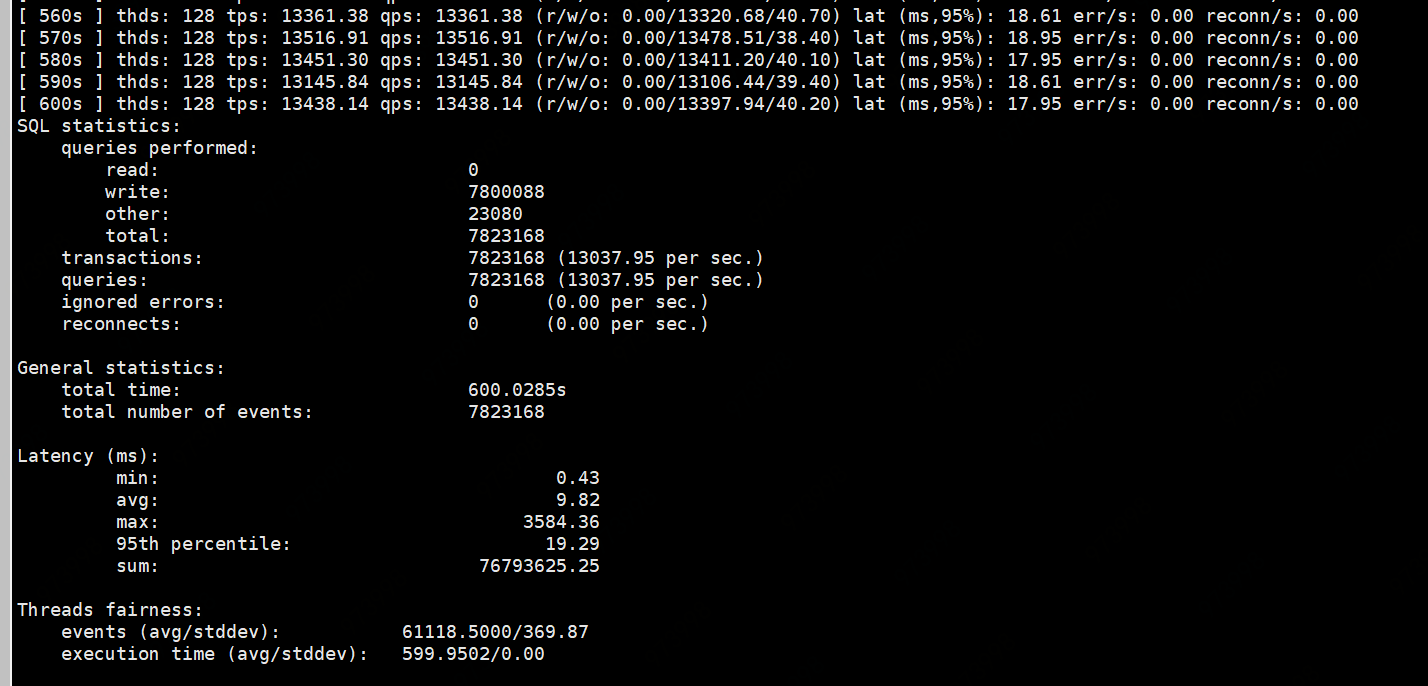 [ 560s ] thds: 128 tps: 13361.38 qps: 13361.38 (r/w/o: 0.00/13320.68/40.70) lat (ms,95%): 18.61 err/s: 0.00 reconn/s: 0.00
[ 570s ] thds: 128 tps: 13516.91 qps: 13516.91 (r/w/o: 0.00/13478.51/38.40) lat (ms,95%): 18.95 err/s: 0.00 reconn/s: 0.00
[ 580s ] thds: 128 tps: 13451.30 qps: 13451.30 (r/w/o: 0.00/13411.20/40.10) lat (ms,95%): 17.95 err/s: 0.00 reconn/s: 0.00
[ 590s ] thds: 128 tps: 13145.84 qps: 13145.84 (r/w/o: 0.00/13106.44/39.40) lat (ms,95%): 18.61 err/s: 0.00 reconn/s: 0.00
[ 600s ] thds: 128 tps: 13438.14 qps: 13438.14 (r/w/o: 0.00/13397.94/40.20) lat (ms,95%): 17.95 err/s: 0.00 reconn/s: 0.00
SQL statistics:
    queries performed:
        read:                            0
        write:                           7800088
        other:                           23080
        total:                           7823168
    transactions:                        7823168 (13037.95 per sec.)
    queries:                             7823168 (13037.95 per sec.)
    ignored errors:                      0      (0.00 per sec.)
    reconnects:                          0      (0.00 per sec.)

General statistics:
    total time:                          600.0285s
    total number of events:              7823168

Latency (ms):
         min:                                    0.43
         avg:                                    9.82
         max:                                 3584.36
         95th percentile:                       19.29
         sum:                             76793625.25

Threads fairness:
    events (avg/stddev):           61118.5000/369.87
    execution time (avg/stddev):   599.9502/0.00